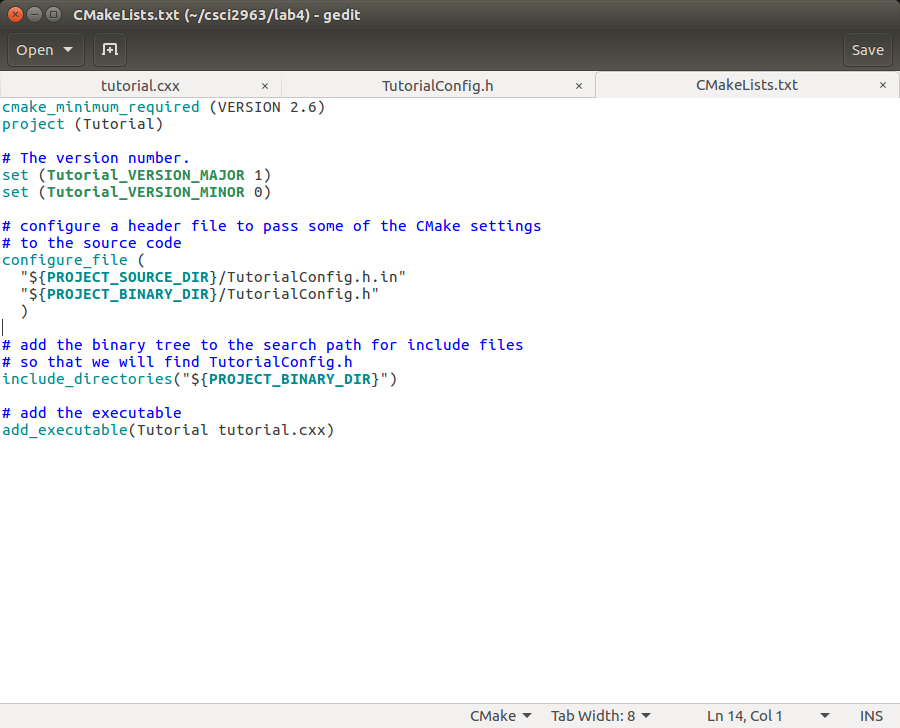 CMakeLists.txt (~/csci2963/lab4) - gedit
Open Save
tutorial.cxx × TutorialConfig.h × CMakeLists.txt ×
cmake_minimum_required (VERSION 2.6)
project (Tutorial)
# The version number.
set (Tutorial_VERSION_MAJOR 1)
set (Tutorial_VERSION_MINOR 0)
# configure a header file to pass some of the CMake settings
# to the source code
configure_file (
  "${PROJECT_SOURCE_DIR}/TutorialConfig.h.in"
  "${PROJECT_BINARY_DIR}/TutorialConfig.h"
  )
# add the binary tree to the search path for include files
# so that we will find TutorialConfig.h
include_directories("${PROJECT_BINARY_DIR}")
# add the executable
add_executable(Tutorial tutorial.cxx)
CMake Tab Width: 8 Ln 14, Col 1 INS